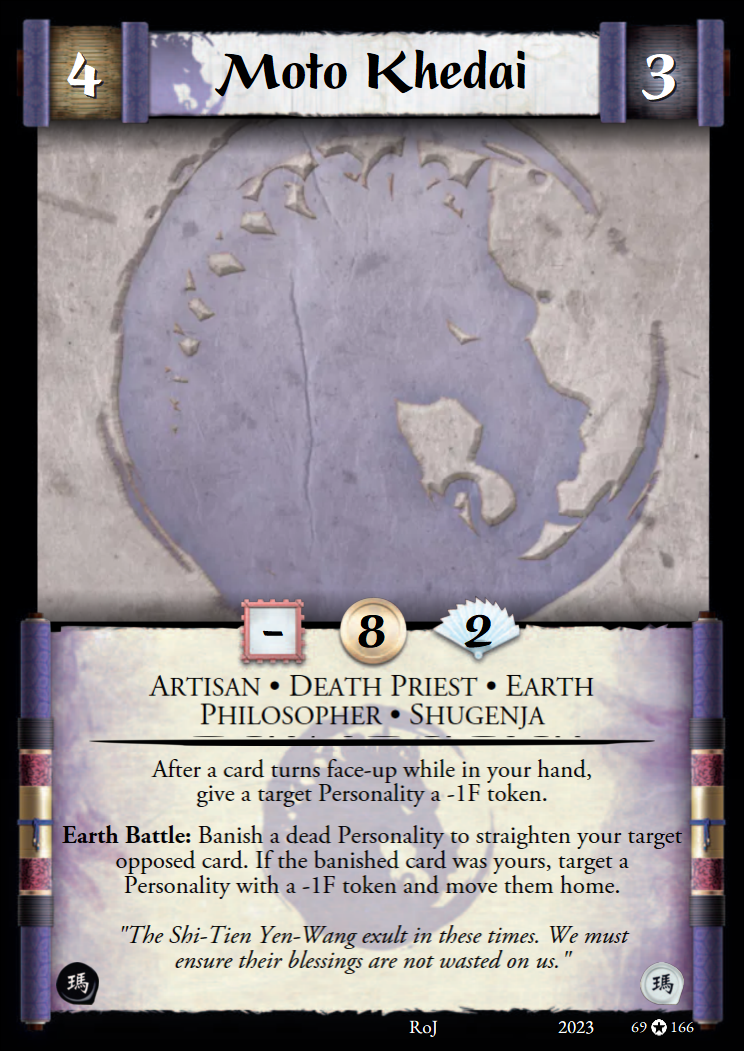 4 Moto Khedai 3
- 8 2
ARTISAN • DEATH PRIEST • EARTH
PHILOSOPHER • SHUGENJA
After a card turns face-up while in your hand,
give a target Personality a -1F token.
Earth Battle: Banish a dead Personality to straighten your target
opposed card. If the banished card was yours, target a
Personality with a -1F token and move them home.
"The Shi-Tien Yen-Wang exult in these times. We must
ensure their blessings are not wasted on us."
瑪 瑪
RoJ 2023 69 166